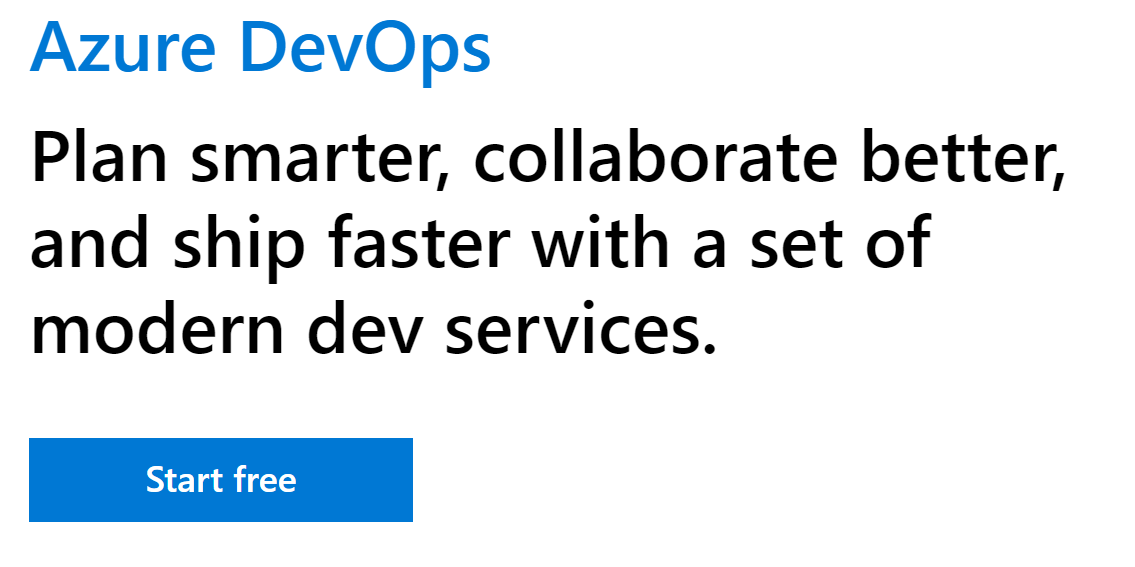 Azure DevOps
Plan smarter, collaborate better,
and ship faster with a set of
modern dev services.
Start free